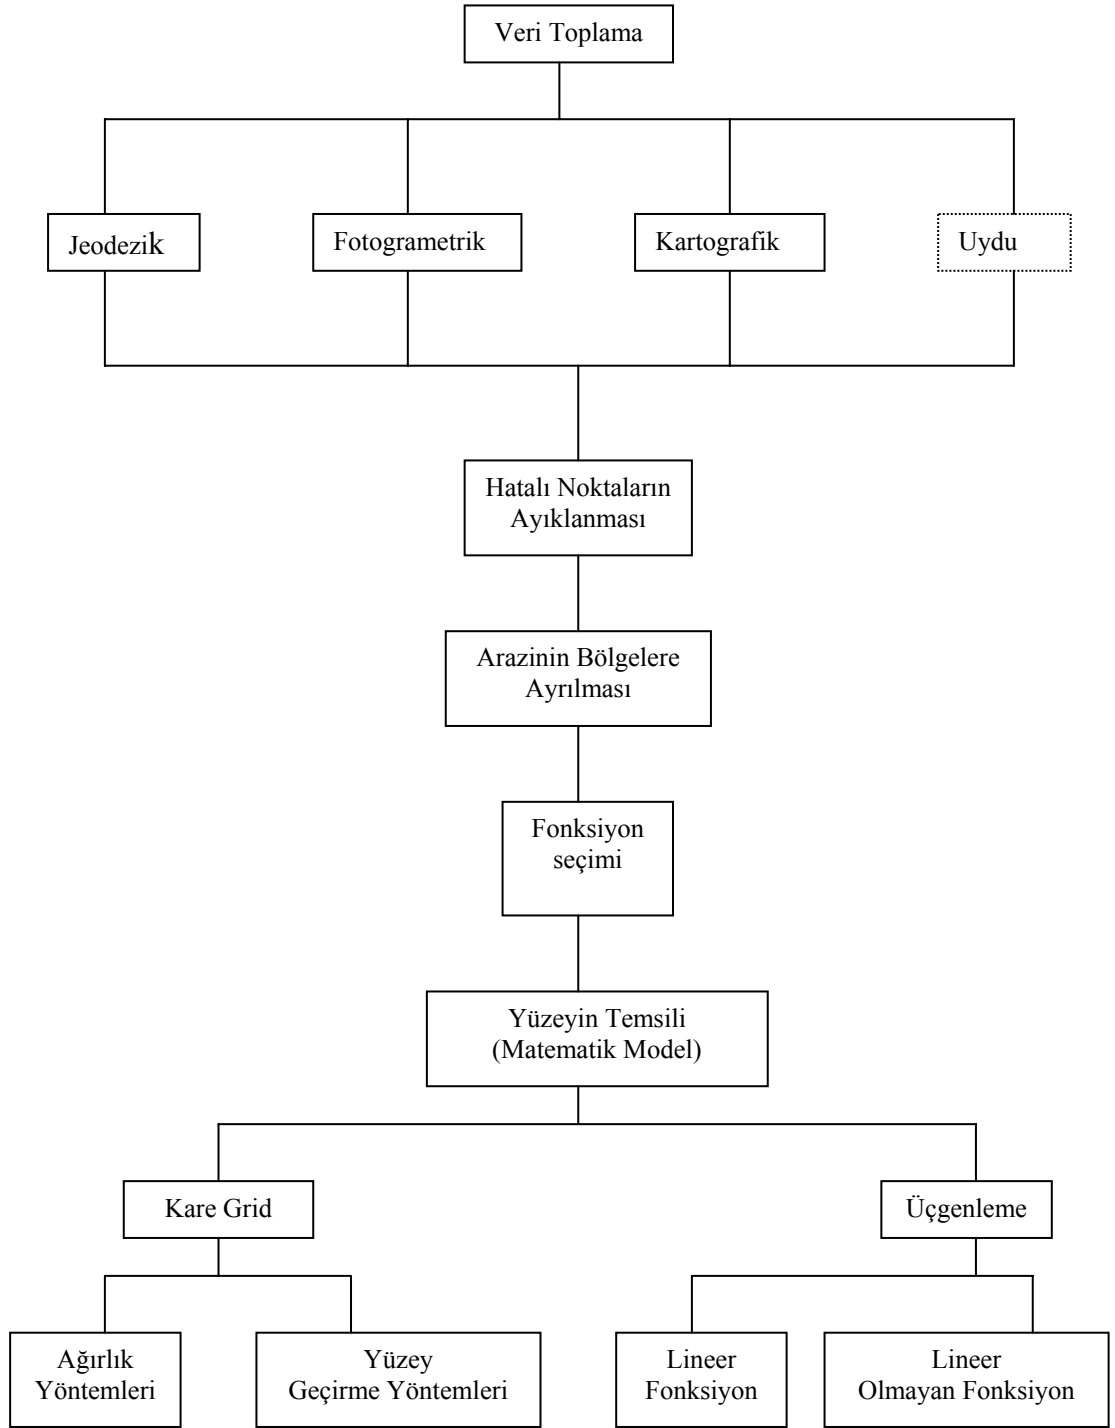 Veri Toplama
Jeodezik
Fotogrametrik
Kartografik
Uydu
Hatalı Noktaların
Ayıklanması
Arazinin Bölgelere
Ayrılması
Fonksiyon
seçimi
Yüzeyin Temsili
(Matematik Model)
Kare Grid
Üçgenleme
Ağırlık
Yöntemleri
Yüzey
Geçirme Yöntemleri
Lineer
Fonksiyon
Lineer
Olmayan Fonksiyon